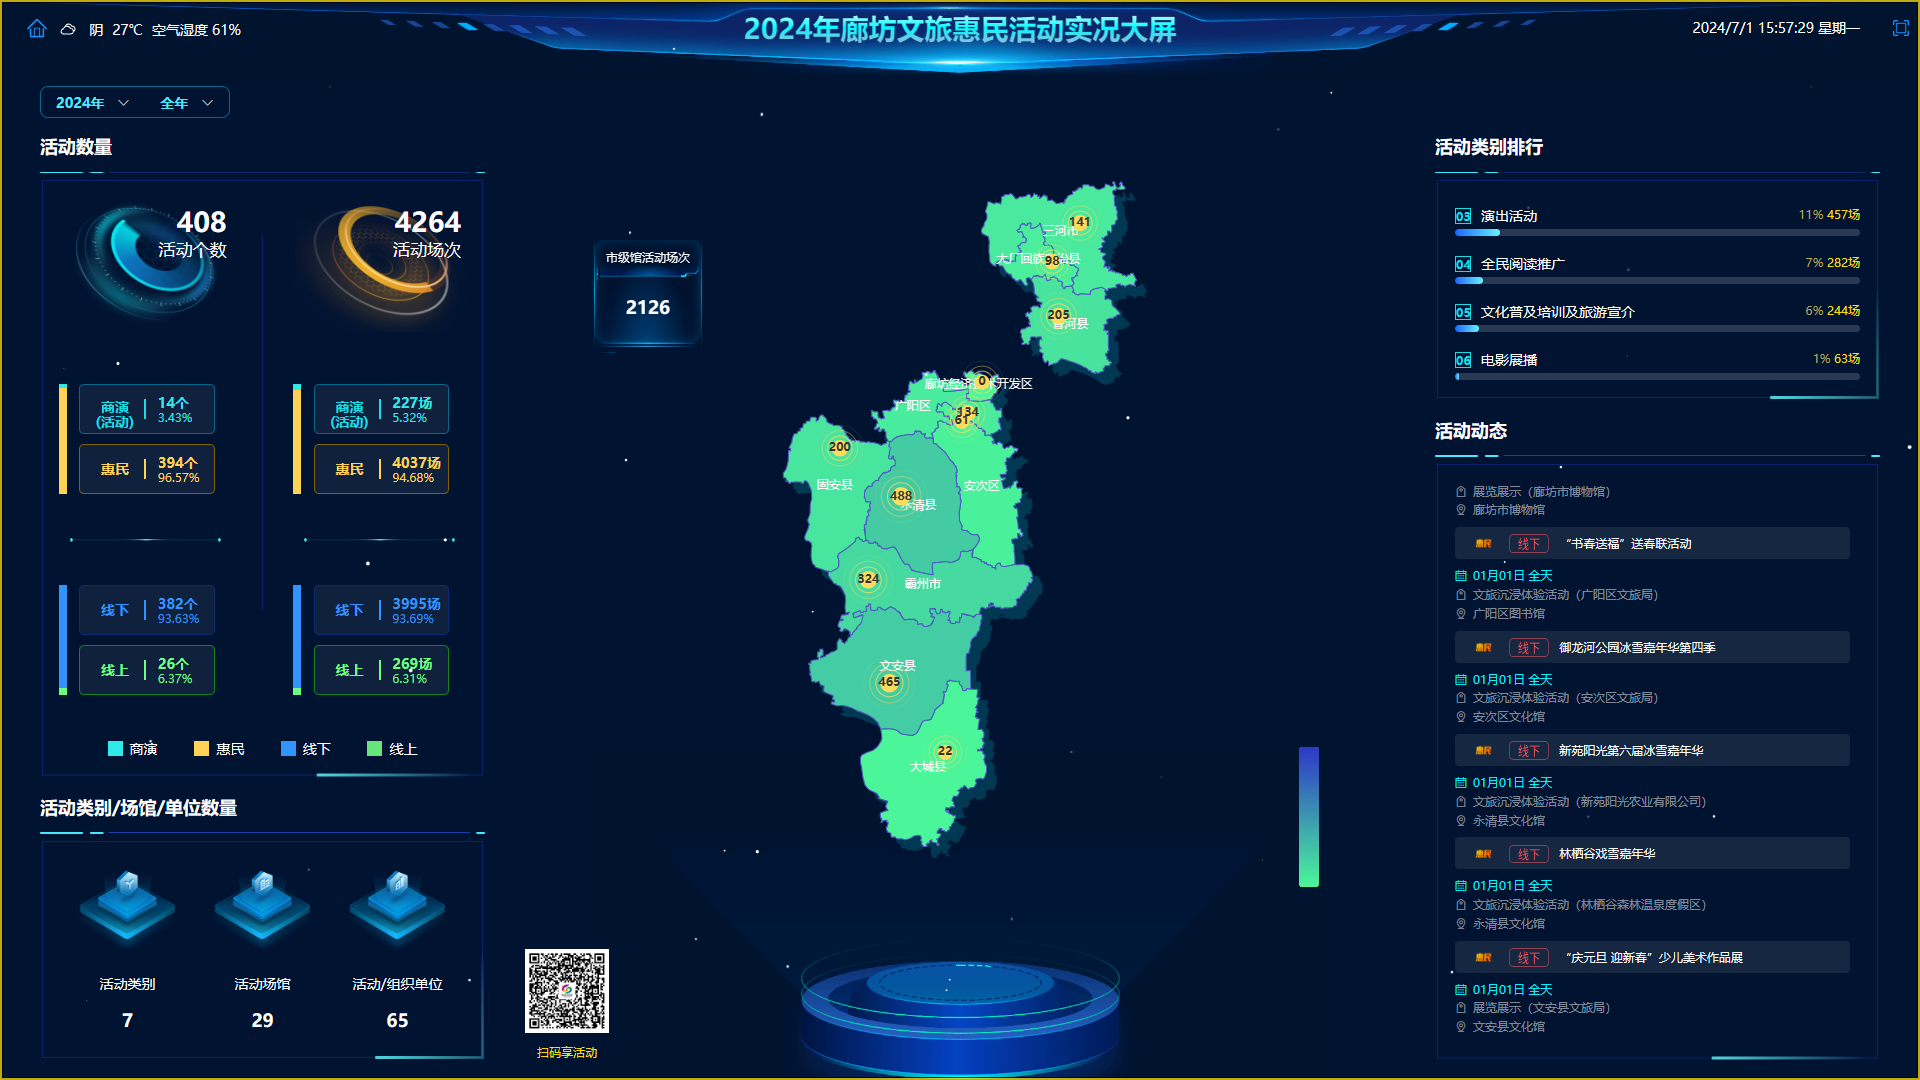 阴 27℃ 空气湿度 61%
2024年廊坊文旅惠民活动实况大屏
2024/7/1 15:57:29 星期一
2024年 全年
活动数量
408
活动个数
4264
活动场次
商演
(活动)
14个
3.43%
惠民
394个
96.57%
商演
(活动)
227场
5.32%
惠民
4037场
94.68%
线下
382个
93.63%
线上
26个
6.37%
线下
3995场
93.69%
线上
269场
6.31%
商演 惠民 线下 线上
活动类别/场馆/单位数量
活动类别
7
活动场馆
29
活动/组织单位
65
市级馆活动场次
2126
141
三河市
98
大厂回族自治县
205
香河县
0
廊坊经济技术开发区
广阳区
134
61
200
固安县
488
永清县
安次区
324
霸州市
文安县
465
22
大城县
扫码享活动
活动类别排行
03 演出活动 11% 457场
04 全民阅读推广 7% 282场
05 文化普及培训及旅游宣介 6% 244场
06 电影展播 1% 63场
活动动态
展览展示（廊坊市博物馆）
廊坊市博物馆
惠民 线下 “书春送福”送春联活动
01月01日 全天
文旅沉浸体验活动（广阳区文旅局）
广阳区图书馆
惠民 线下 御龙河公园冰雪嘉年华第四季
01月01日 全天
文旅沉浸体验活动（安次区文旅局）
安次区文化馆
惠民 线下 新苑阳光第六届冰雪嘉年华
01月01日 全天
文旅沉浸体验活动（新苑阳光农业有限公司）
永清县文化馆
惠民 线下 林栖谷戏雪嘉年华
01月01日 全天
文旅沉浸体验活动（林栖谷森林温泉度假区）
永清县文化馆
惠民 线下 “庆元旦 迎新春”少儿美术作品展
01月01日 全天
展览展示（文安县文旅局）
文安县文化馆